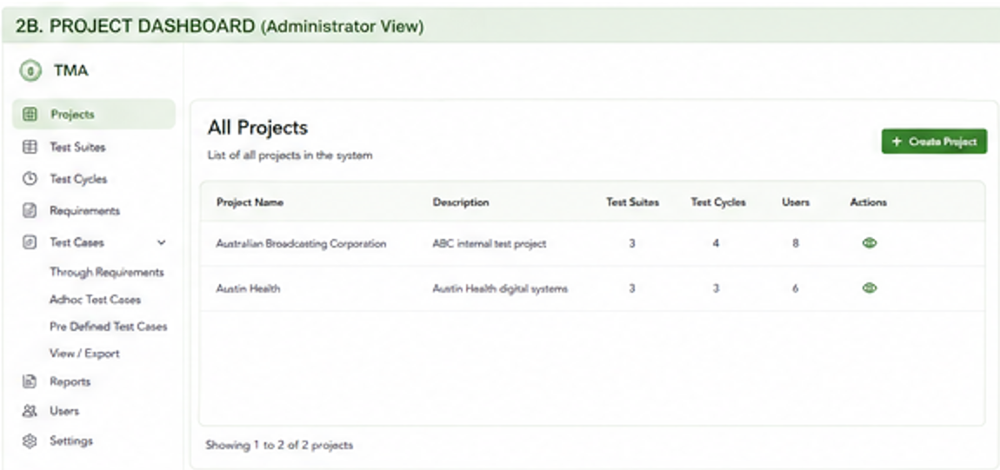 2B. PROJECT DASHBOARD (Administrator View)
TMA
Projects
Test Suites
Test Cycles
Requirements
Test Cases
Through Requirements
Adhoc Test Cases
Pre Defined Test Cases
View / Export
Reports
Users
Settings
All Projects
List of all projects in the system
+ Create Project
Project Name Description Test Suites Test Cycles Users Actions
Australian Broadcasting Corporation ABC internal test project 3 4 8
Austin Health Austin Health digital systems 3 3 6
Showing 1 to 2 of 2 projects